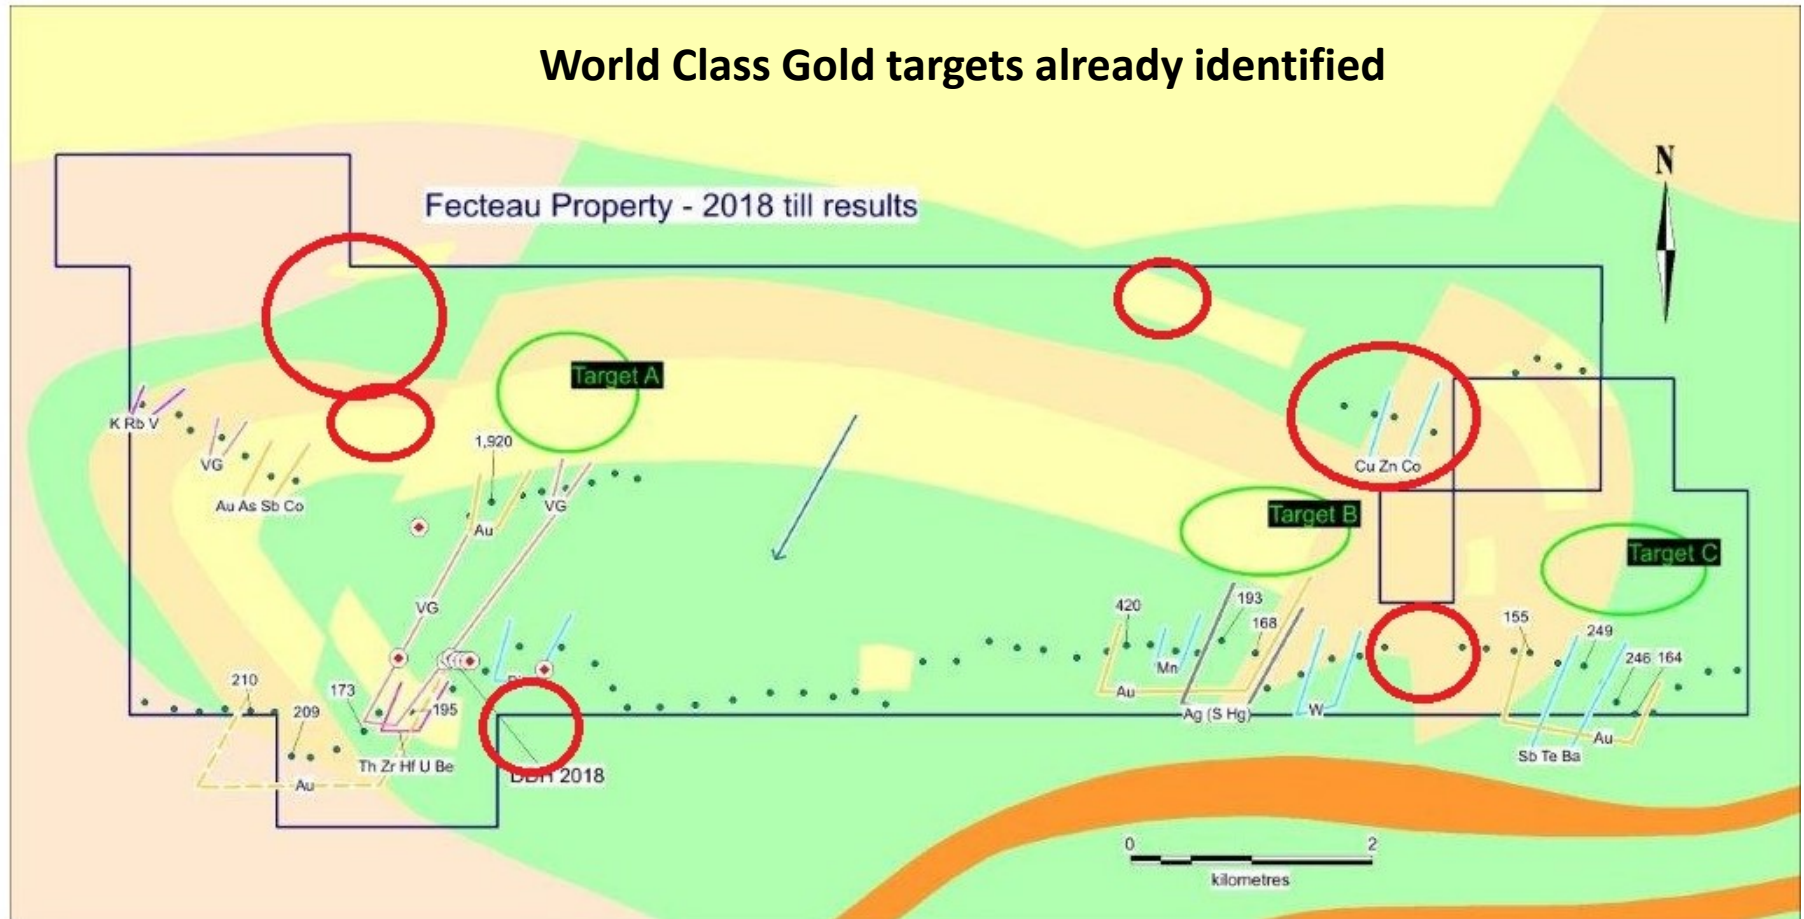 World Class Gold targets already identified
N
Fecteau Property - 2018 till results
Target A
K Rb V
1,920
VG
Au As Sb Co
Cu Zn Co
VG
Au
Target B
Target C
VG
420
193
168
155
249
Mn
246 164
210
173
209
195
Au
Ag (S Hg)
W
Au
Sb Te Ba
Th Zr Hf U Be
DDH 2018
Au
0 2
kilometres